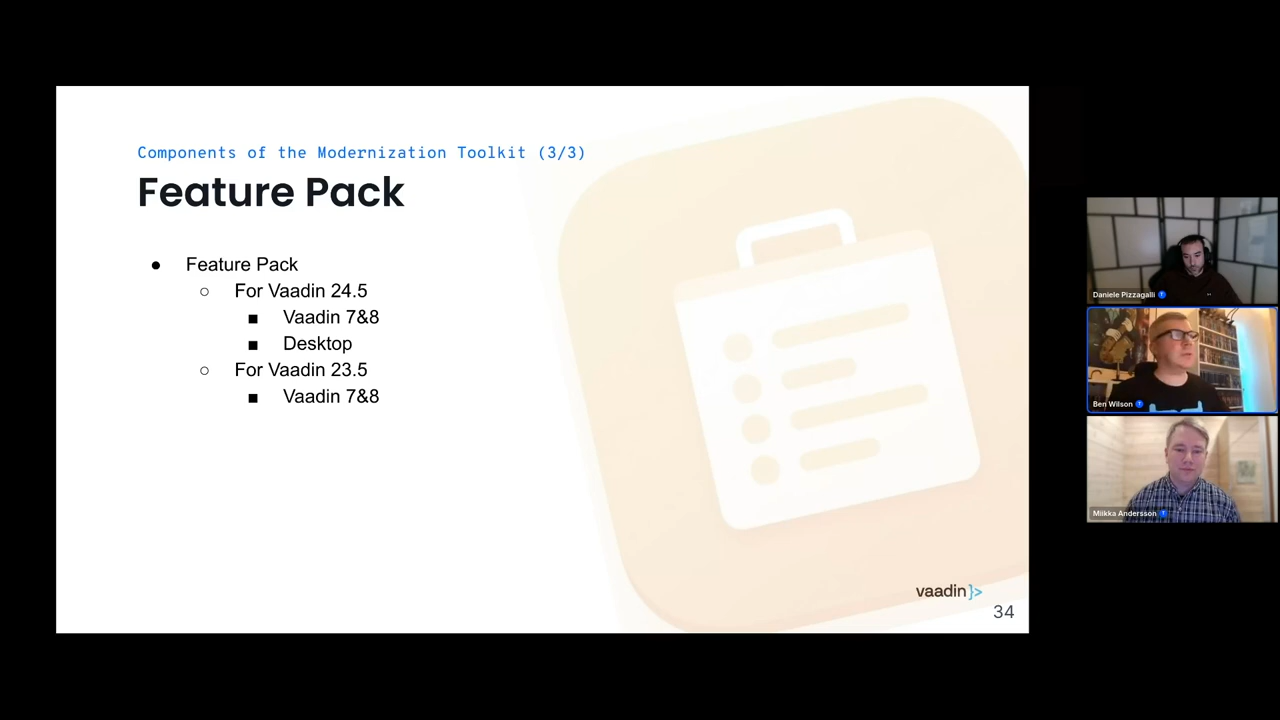 Components of the Modernization Toolkit (3/3)
Feature Pack
● Feature Pack
○ For Vaadin 24.5
■ Vaadin 7&8
■ Desktop
○ For Vaadin 23.5
■ Vaadin 7&8
vaadin}>
34
Daniele Pizzagalli
Ben Wilson
Miikka Andersson